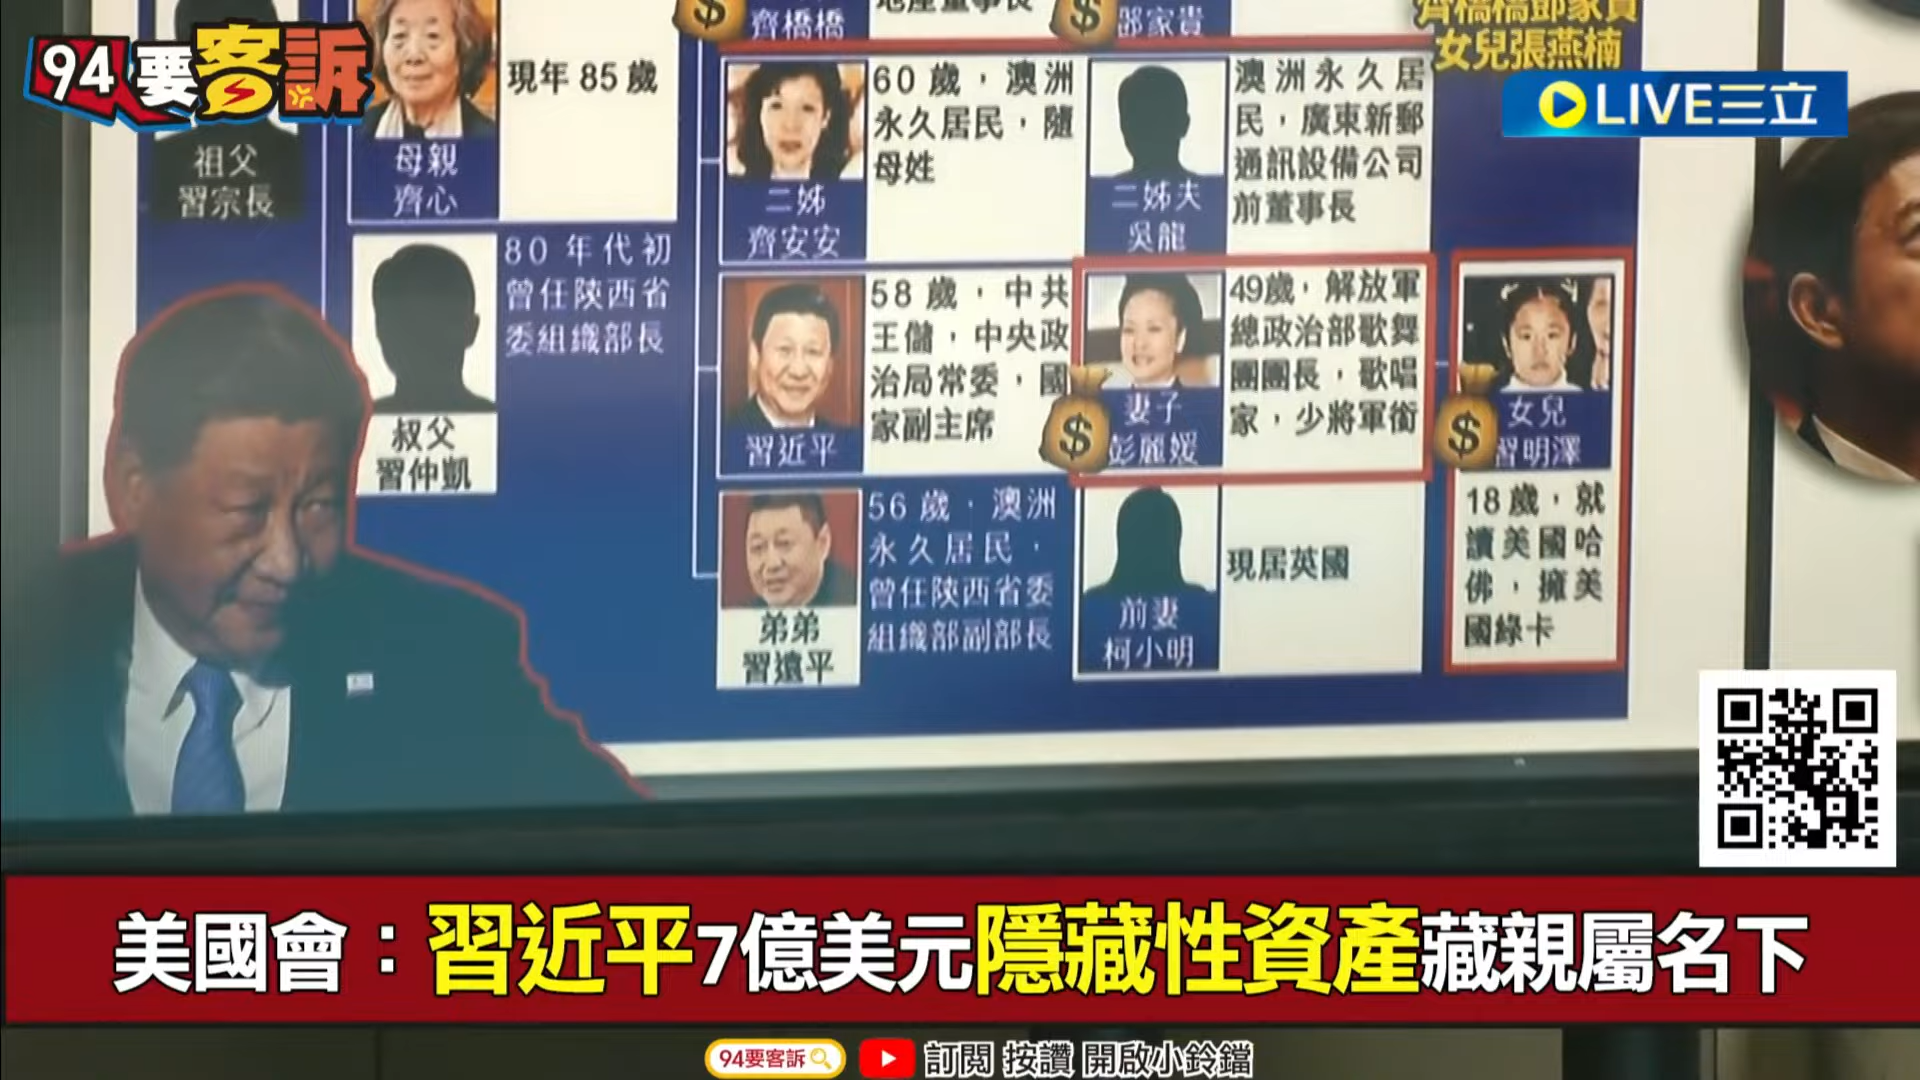 94要客訴
LIVE三立
齊橋橋
鄧家貴
齊橋橋鄧家貴
女兒張燕楠
祖父
習宗長
母親
齊心
現年85歲
二姊
齊安安
60歲，澳洲
永久居民，隨
母姓
二姊夫
吳龍
澳洲永久居
民，廣東新郵
通訊設備公司
前董事長
叔父
習仲凱
80年代初
曾任陝西省
委組織部長
習近平
58歲，中共
王儲，中央政
治局常委，國
家副主席
妻子
彭麗媛
49歲，解放軍
總政治部歌舞
團團長，歌唱
家，少將軍銜
女兒
習明澤
18歲，就
讀美國哈
佛，擁美
國綠卡
弟弟
習遠平
56歲，澳洲
永久居民，
曾任陝西省委
組織部副部長
前妻
柯小明
現居英國
美國會：習近平7億美元隱藏性資產藏親屬名下
94要客訴
訂閱 按讚 開啟小鈴鐺